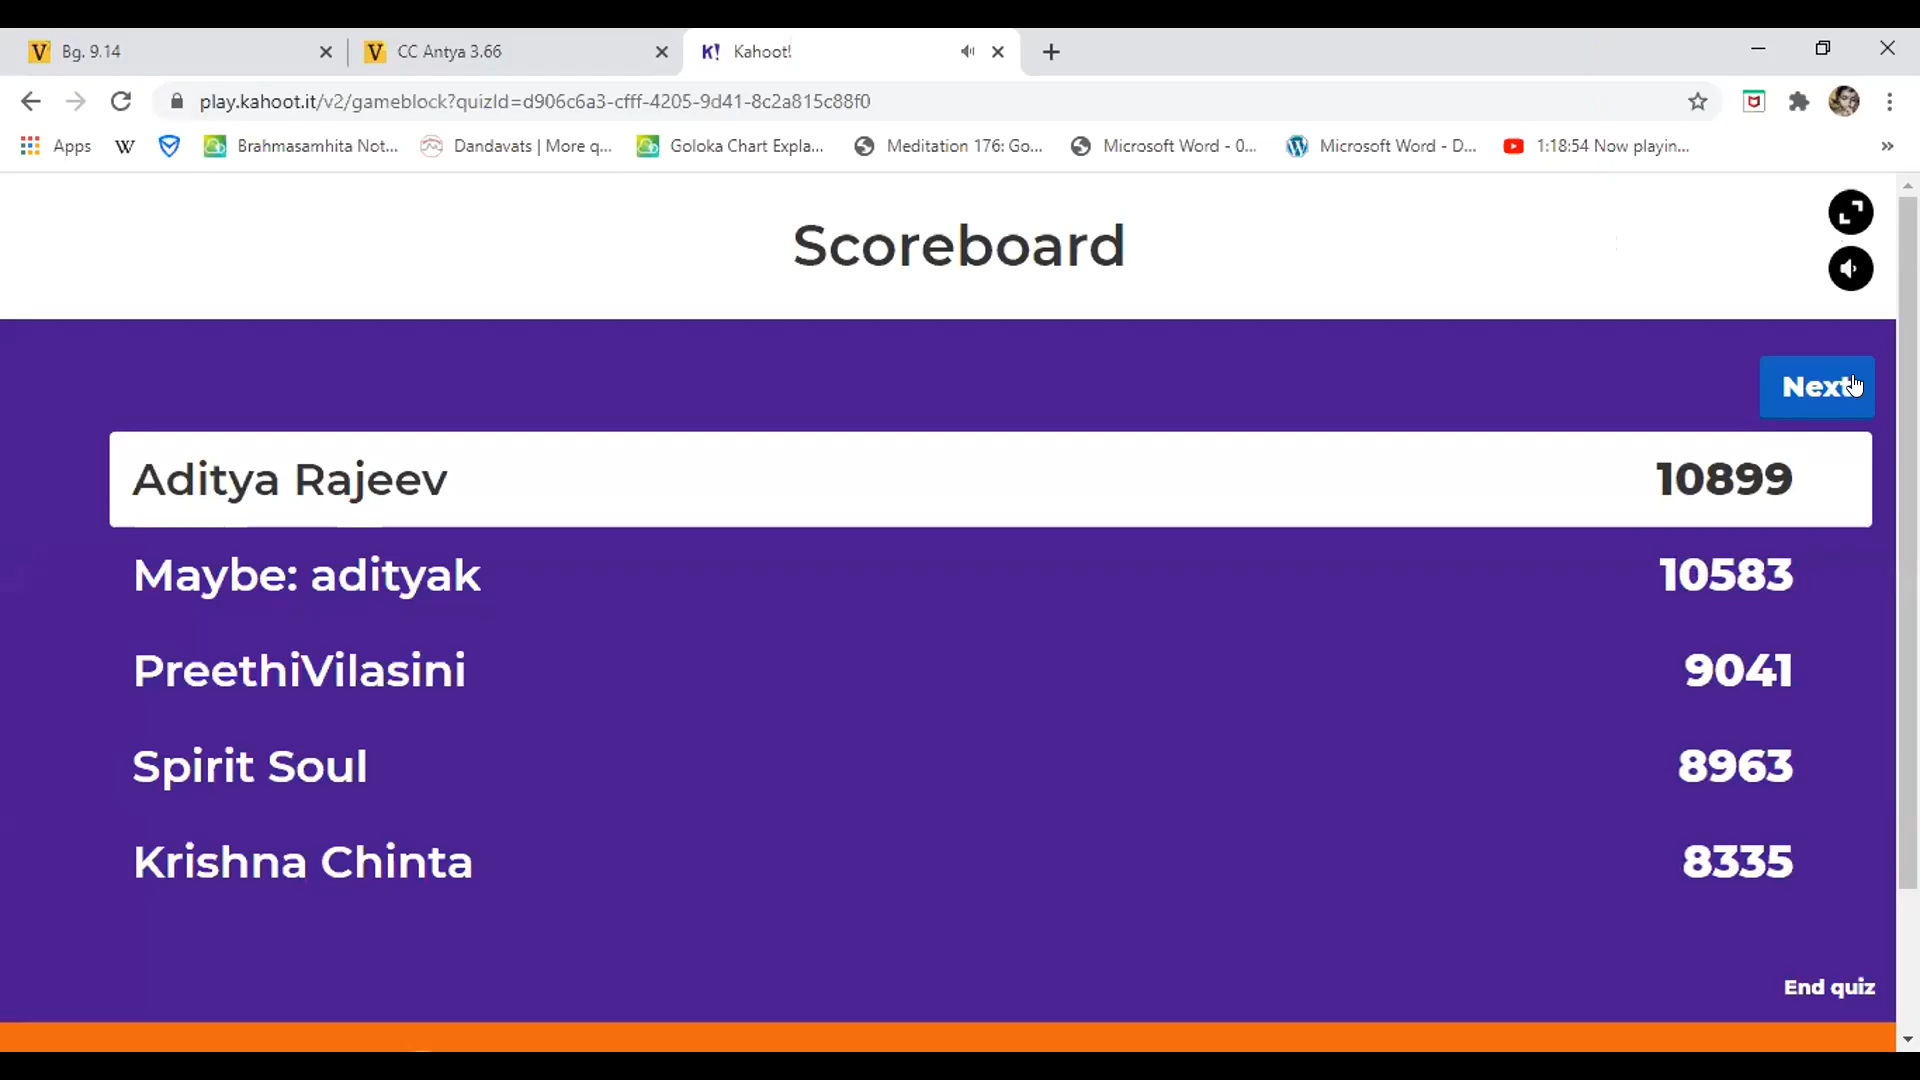 Bg. 9.14
CC Antya 3.66
K! Kahoot!
play.kahoot.it/v2/gameblock?quizId=d906c6a3-cfff-4205-9d41-8c2a815c88f0
Apps W Brahmasamhita Not... Dandavats | More q... Goloka Chart Expla... Meditation 176: Go... Microsoft Word - 0... Microsoft Word - D... 1:18:54 Now playin... »
Scoreboard
Next
Aditya Rajeev 10899
Maybe: adityak 10583
PreethiVilasini 9041
Spirit Soul 8963
Krishna Chinta 8335
End quiz